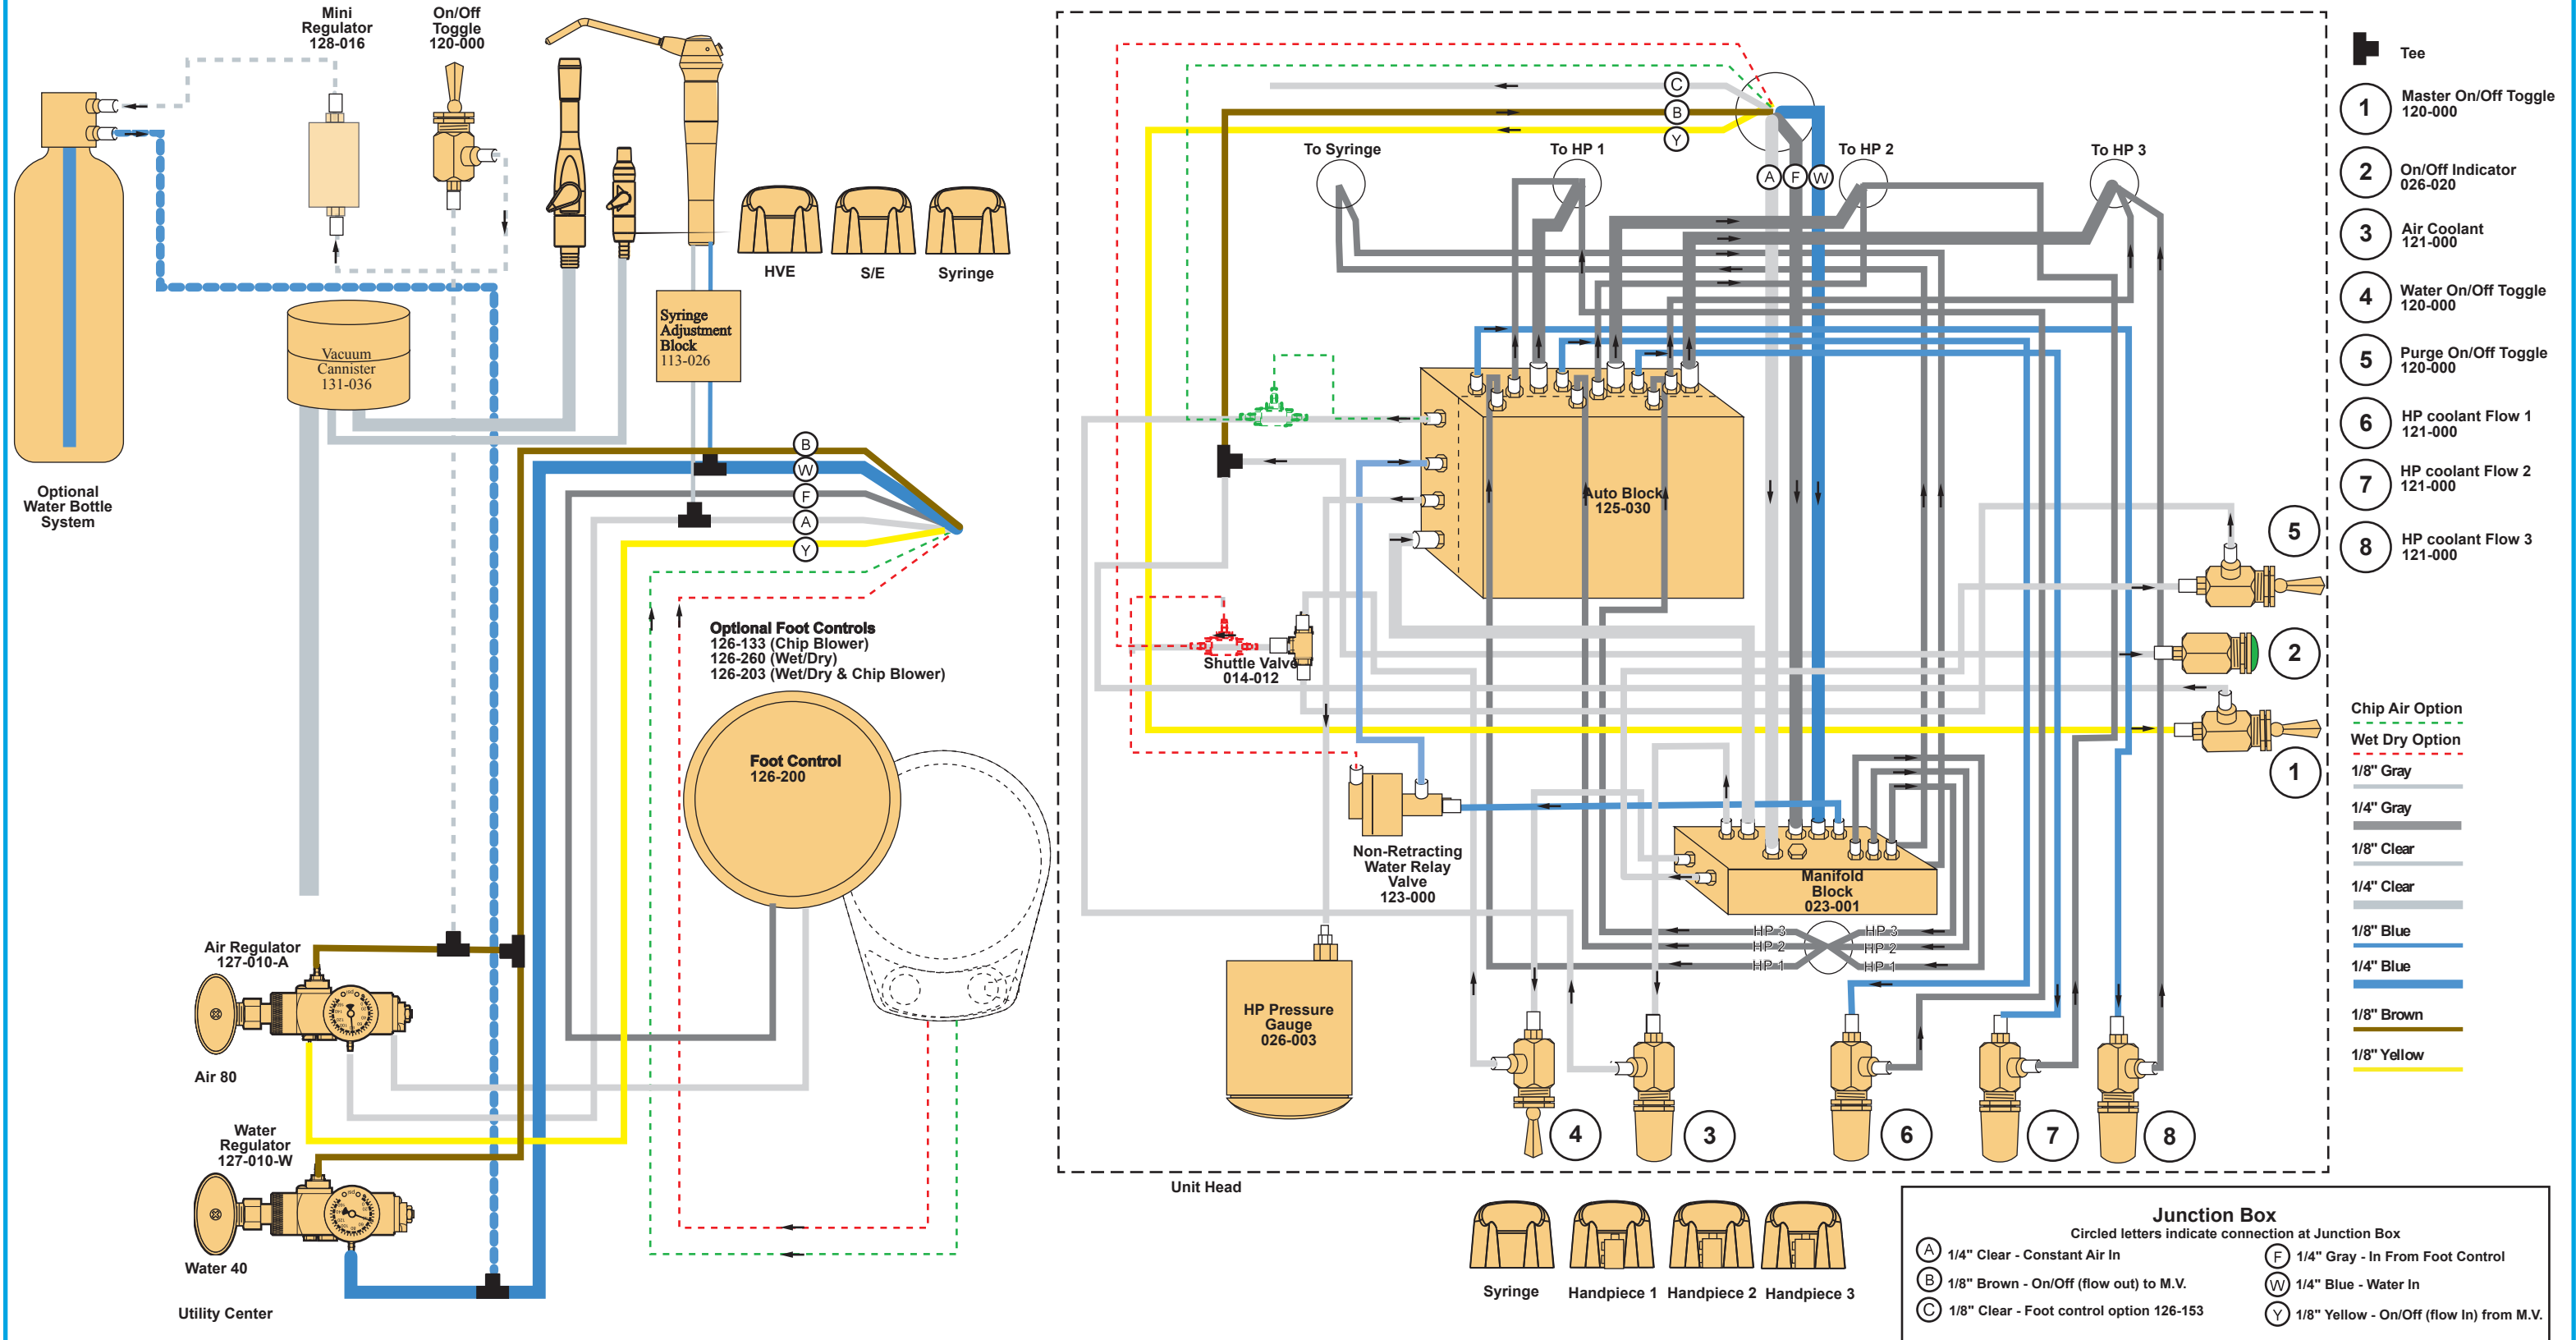 Mini
Regulator
128-016
On/Off
Toggle
120-000
Optional
Water Bottle
System
Vacuum
Cannister
131-036
HVE
S/E
Syringe
Syringe
Adjustment
Block
113-026
B
W
F
A
Y
Optional Foot Controls
126-133 (Chip Blower)
126-260 (Wet/Dry)
126-203 (Wet/Dry & Chip Blower)
Foot Control
126-200
Air Regulator
127-010-A
Air 80
Water
Regulator
127-010-W
Water 40
Utility Center
C
B
Y
To Syringe
To HP 1
A
F
W
To HP 2
To HP 3
Auto Block
125-030
Shuttle Valve
014-012
Non-Retracting
Water Relay
Valve
123-000
Manifold
Block
023-001
HP 3
HP 2
HP 1
HP 3
HP 2
HP 1
HP Pressure
Gauge
026-003
5
2
1
4
3
6
7
8
Unit Head
Syringe
Handpiece 1
Handpiece 2
Handpiece 3
Tee
1
Master On/Off Toggle
120-000
2
On/Off Indicator
026-020
3
Air Coolant
121-000
4
Water On/Off Toggle
120-000
5
Purge On/Off Toggle
120-000
6
HP coolant Flow 1
121-000
7
HP coolant Flow 2
121-000
8
HP coolant Flow 3
121-000
Chip Air Option
Wet Dry Option
1/8" Gray
1/4" Gray
1/8" Clear
1/4" Clear
1/8" Blue
1/4" Blue
1/8" Brown
1/8" Yellow
Junction Box
Circled letters indicate connection at Junction Box
A 1/4" Clear - Constant Air In
B 1/8" Brown - On/Off (flow out) to M.V.
C 1/8" Clear - Foot control option 126-153
F 1/4" Gray - In From Foot Control
W 1/4" Blue - Water In
Y 1/8" Yellow - On/Off (flow In) from M.V.